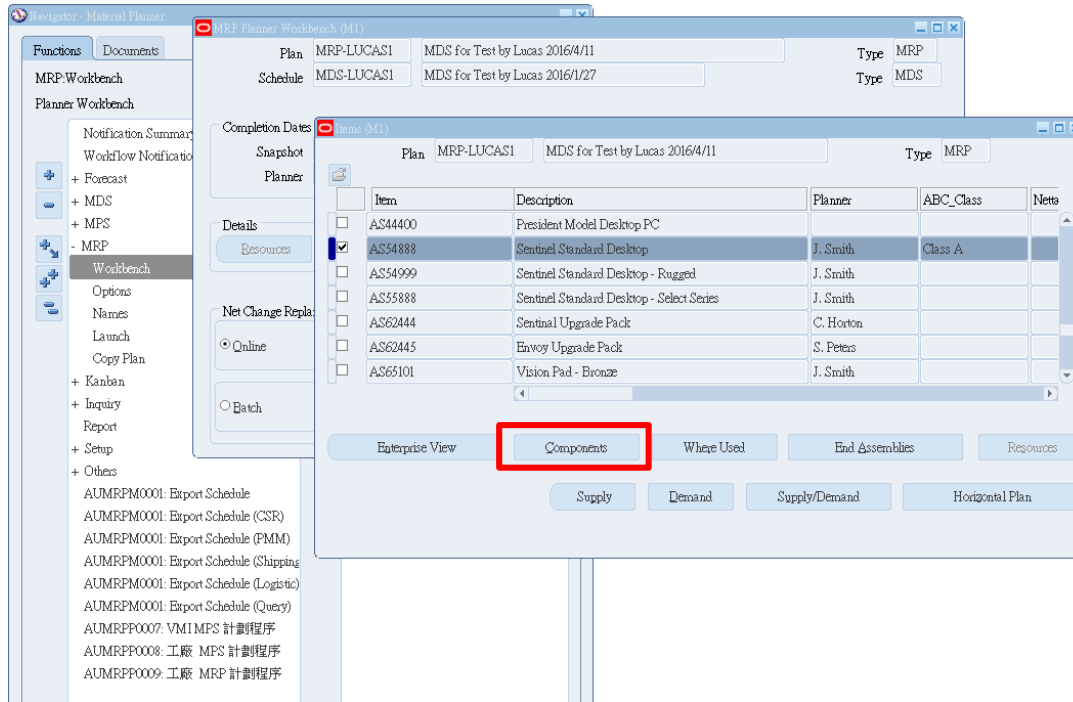 Navigator - Material Planner
Functions
Documents
MRP:Workbench
Planner Workbench
Notification Summary
Workflow Notificatio
+ Forecast
+ MDS
+ MPS
- MRP
Workbench
Options
Names
Launch
Copy Plan
+ Kanban
+ Inquiry
Report
+ Setup
+ Others
AUMRPM0001: Export Schedule
AUMRPM0001: Export Schedule (CSR)
AUMRPM0001: Export Schedule (PMM)
AUMRPM0001: Export Schedule (Shipping
AUMRPM0001: Export Schedule (Logistic)
AUMRPM0001: Export Schedule (Query)
AUMRPP0007: VMI MPS 計劃程序
AUMRPP0008: 工廠 MPS 計劃程序
AUMRPP0009: 工廠 MRP 計劃程序
MRP Planner Workbench (M1)
Plan MRP-LUCAS1 MDS for Test by Lucas 2016/4/11 Type MRP
Schedule MDS-LUCAS1 MDS for Test by Lucas 2016/1/27 Type MDS
Completion Dates
Snapshot
Planner
Details
Resources
Net Change Repla
Online
Batch
Items (M1)
Plan MRP-LUCAS1 MDS for Test by Lucas 2016/4/11 Type MRP
Item Description Planner ABC_Class Netta
AS44400 President Model Desktop PC
AS54888 Sentinel Standard Desktop J. Smith Class A
AS54999 Sentinel Standard Desktop - Rugged J. Smith
AS55888 Sentinel Standard Desktop - Select Series J. Smith
AS62444 Sentinal Upgrade Pack C. Horton
AS62445 Envoy Upgrade Pack S. Peters
AS65101 Vision Pad - Bronze J. Smith
Enterprise View Components Where Used End Assemblies Resources
Supply Demand Supply/Demand Horizontal Plan